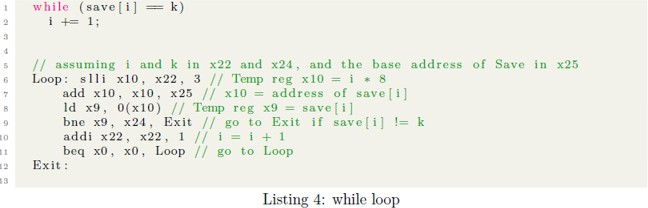 1 while (save[i] == k)
2 i += 1;
3
4
5 // assuming i and k in x22 and x24, and the base address of Save in x25
6 Loop: slli x10, x22, 3 // Temp reg x10 = i * 8
7 add x10, x10, x25 // x10 = address of save[i]
8 ld x9, 0(x10) // Temp reg x9 = save[i]
9 bne x9, x24, Exit // go to Exit if save[i] != k
10 addi x22, x22, 1 // i = i + 1
11 beq x0, x0, Loop // go to Loop
12 Exit:
13
Listing 4: while loop